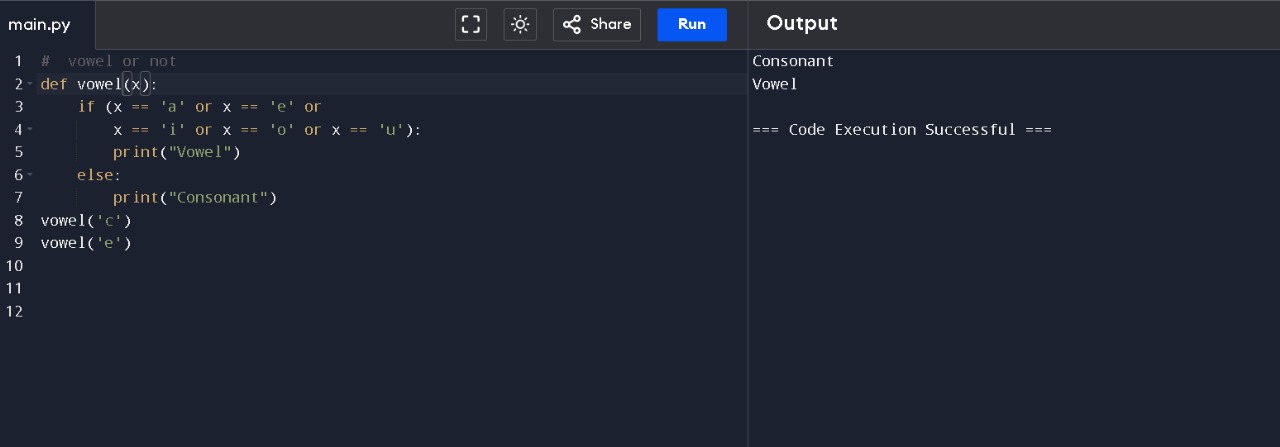 main.py
Share
Run
Output
1 #  vowel or not
2 def vowel(x):
3     if (x == 'a' or x == 'e' or
4         x == 'i' or x == 'o' or x == 'u'):
5         print("Vowel")
6     else:
7         print("Consonant")
8 vowel('c')
9 vowel('e')
10
11
12
Consonant
Vowel
=== Code Execution Successful ===